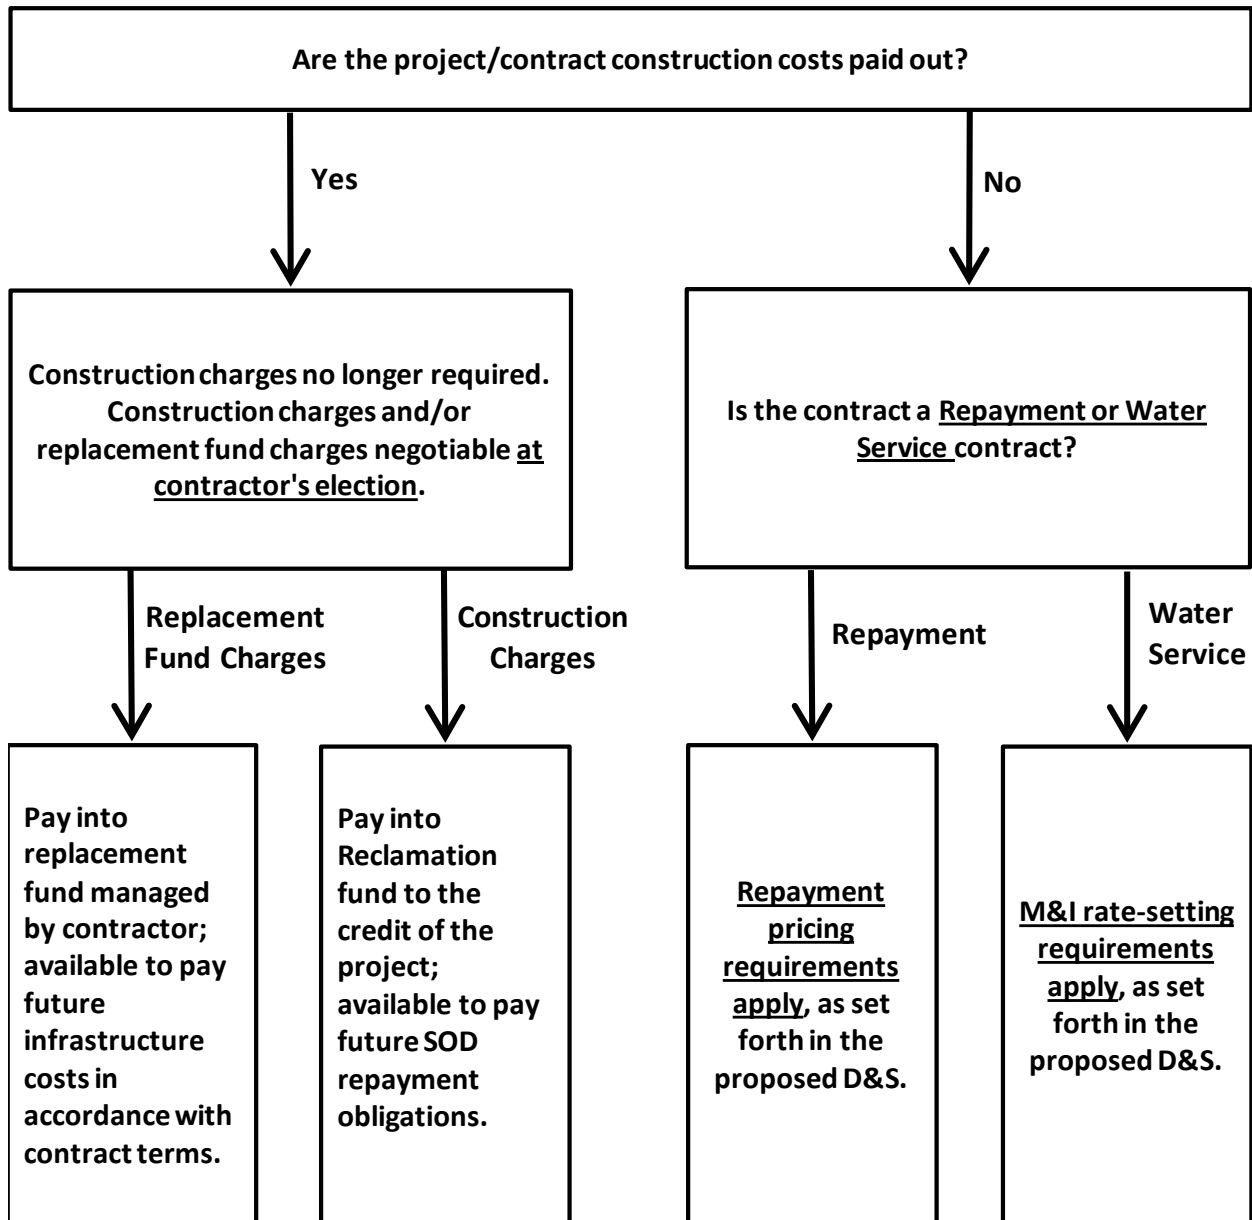 Are the project/contract construction costs paid out?
Yes
No
Construction charges no longer required.
Construction charges and/or
replacement fund charges negotiable at
contractor's election.
Is the contract a Repayment or Water
Service contract?
Replacement
Fund Charges
Construction
Charges
Repayment
Water
Service
Pay into
replacement
fund managed
by contractor;
available to pay
future
infrastructure
costs in
accordance with
contract terms.
Pay into
Reclamation
fund to the
credit of the
project;
available to pay
future SOD
repayment
obligations.
Repayment
pricing
requirements
apply, as set
forth in the
proposed D&S.
M&I rate-setting
requirements
apply, as set
forth in the
proposed D&S.